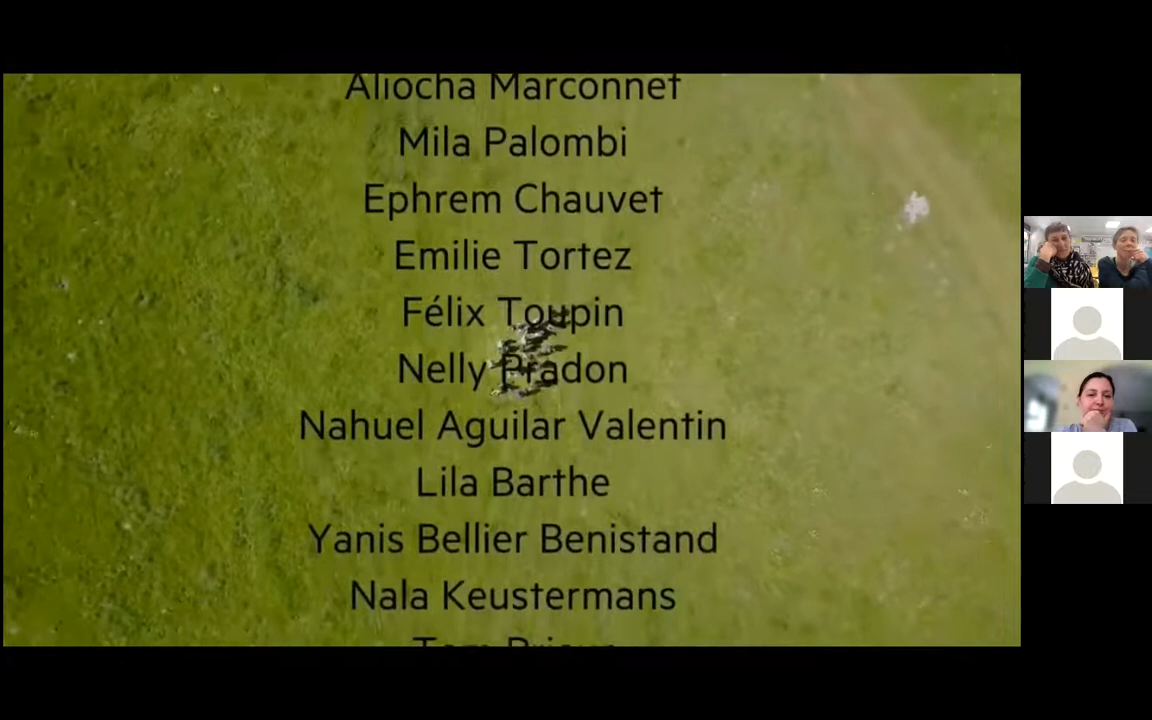 Aliocha Marconnet
Mila Palombi
Ephrem Chauvet
Emilie Tortez
Félix Toupin
Nelly Pradon
Nahuel Aguilar Valentin
Lila Barthe
Yanis Bellier Benistand
Nala Keustermans
Tom